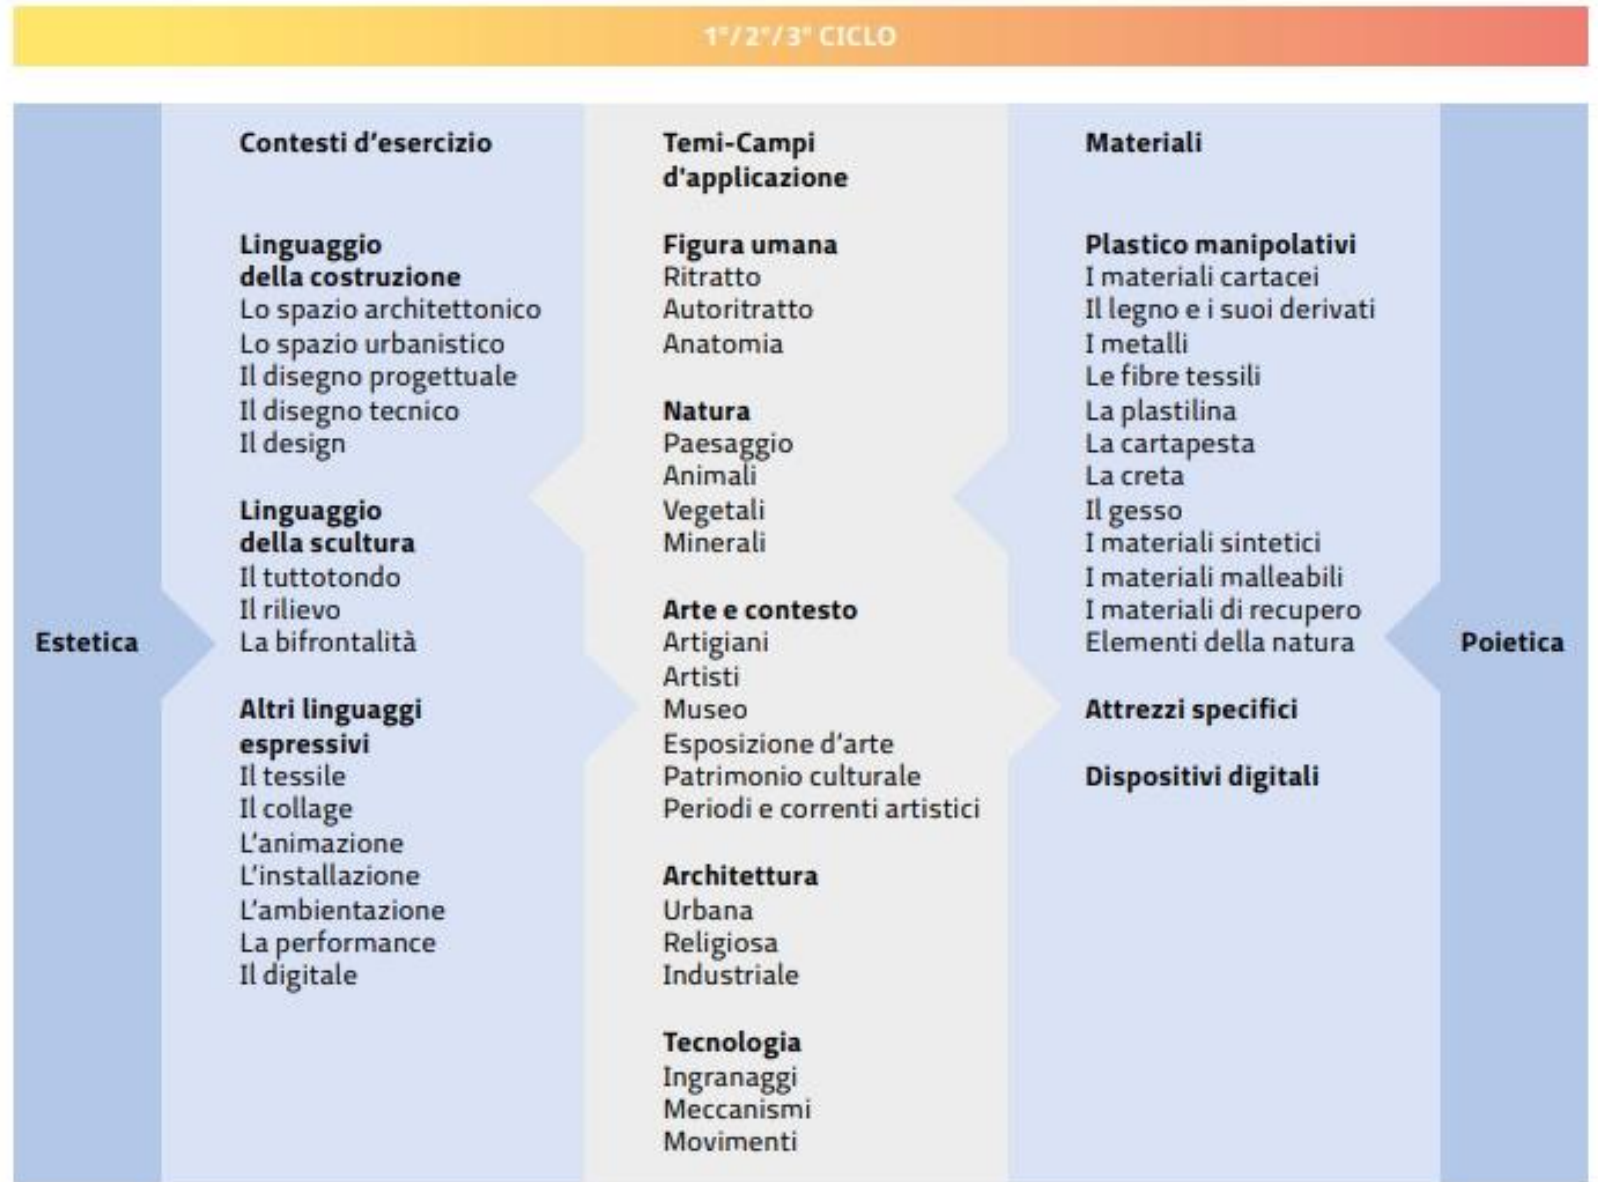 1°/2°/3° CICLO
Estetica
Contesti d'esercizio
Linguaggio
della costruzione
Lo spazio architettonico
Lo spazio urbanistico
Il disegno progettuale
Il disegno tecnico
Il design
Linguaggio
della scultura
Il tuttotondo
Il rilievo
La bifrontalità
Altri linguaggi
espressivi
Il tessile
Il collage
L'animazione
L'installazione
L'ambientazione
La performance
Il digitale
Temi-Campi
d'applicazione
Figura umana
Ritratto
Autoritratto
Anatomia
Natura
Paesaggio
Animali
Vegetali
Minerali
Arte e contesto
Artigiani
Artisti
Museo
Esposizione d'arte
Patrimonio culturale
Periodi e correnti artistici
Architettura
Urbana
Religiosa
Industriale
Tecnologia
Ingranaggi
Meccanismi
Movimenti
Materiali
Plastico manipolativi
I materiali cartacei
Il legno e i suoi derivati
I metalli
Le fibre tessili
La plastilina
La cartapesta
La creta
Il gesso
I materiali sintetici
I materiali malleabili
I materiali di recupero
Elementi della natura
Attrezzi specifici
Dispositivi digitali
Poietica